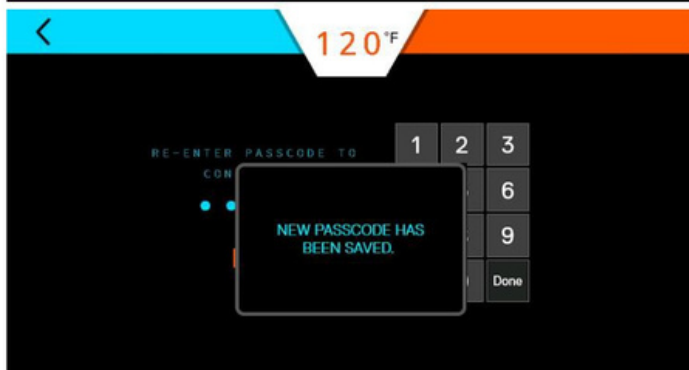 120°F
RE-ENTER PASSCODE TO
CON
1 2 3
6
NEW PASSCODE HAS
BEEN SAVED.
9
Done